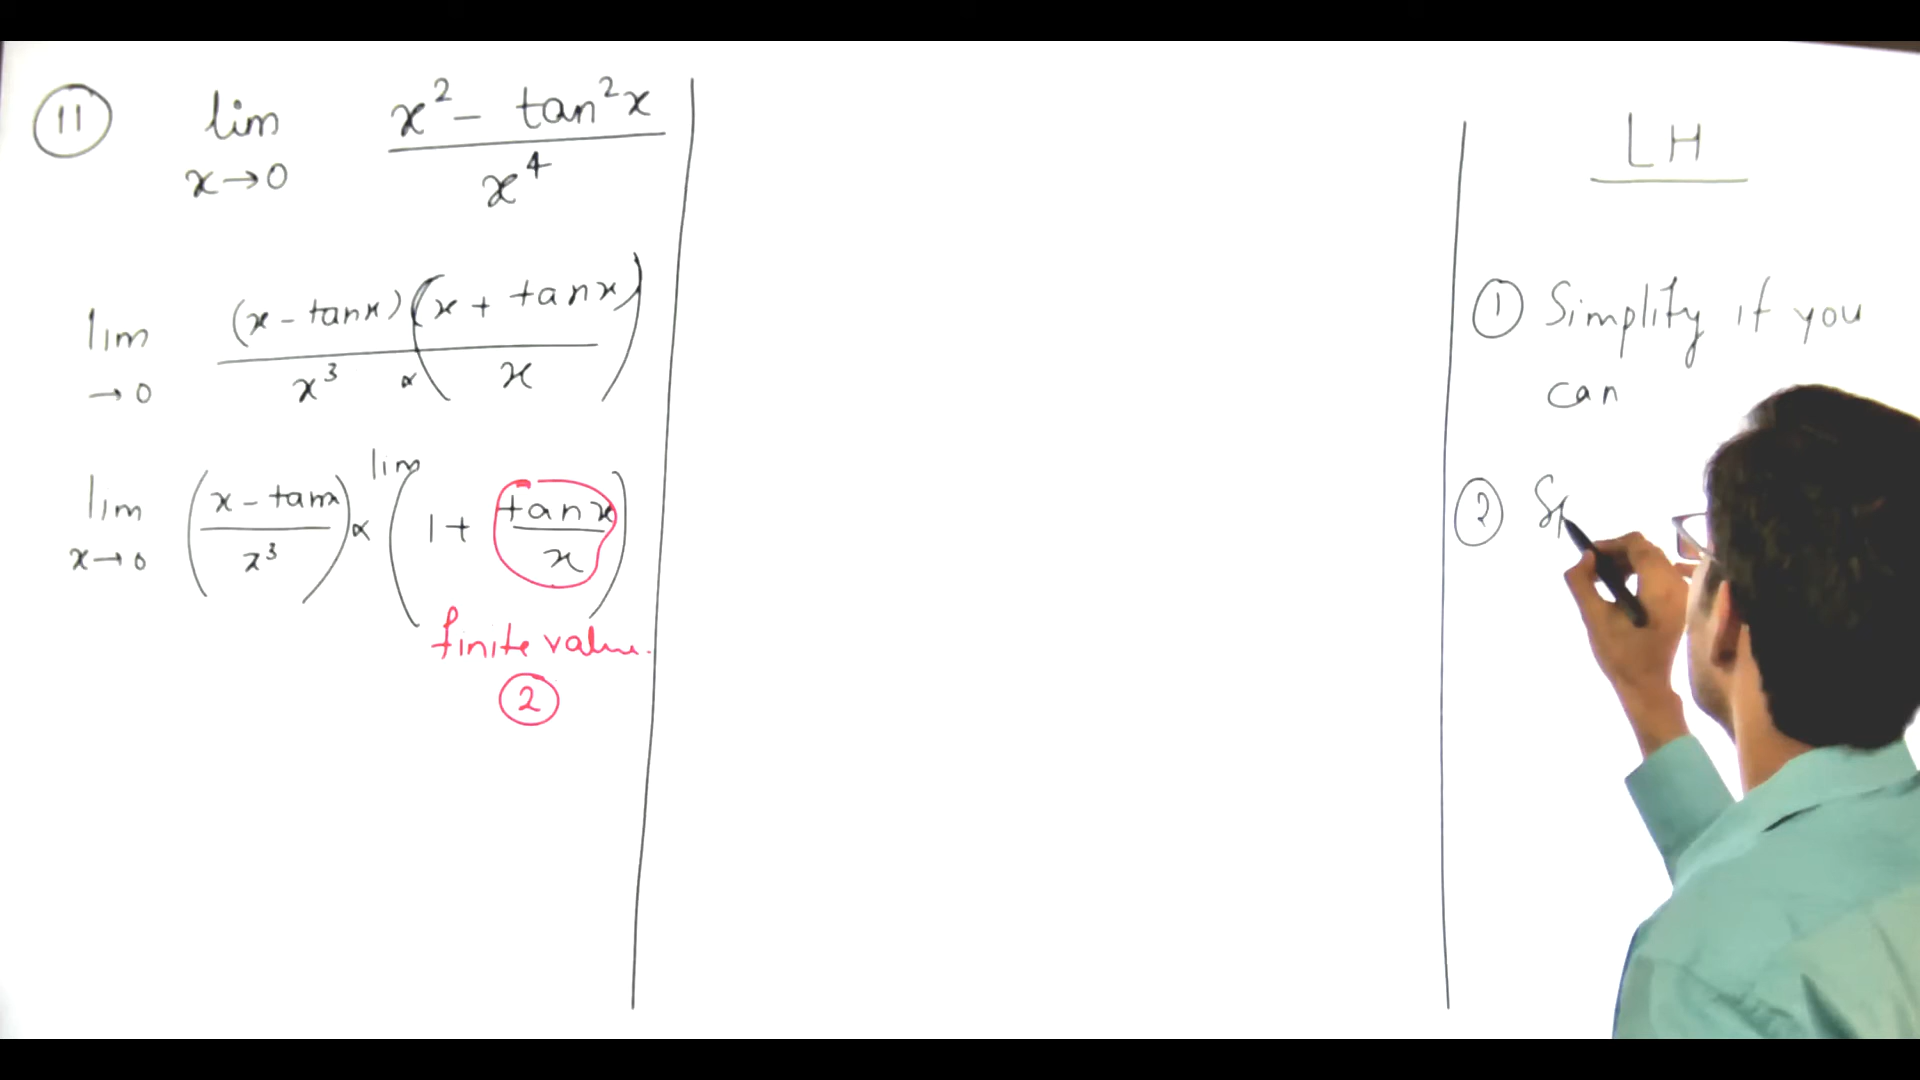 11 lim x→0 x² - tan²x / x⁴
lim →0 (x - tanx) (x + tanx) / x³ x x
lim x→0 (x - tanx / x³) x lim (1 + tanx / x)
finite value.
2
LH
1 Simplify if you
can
2